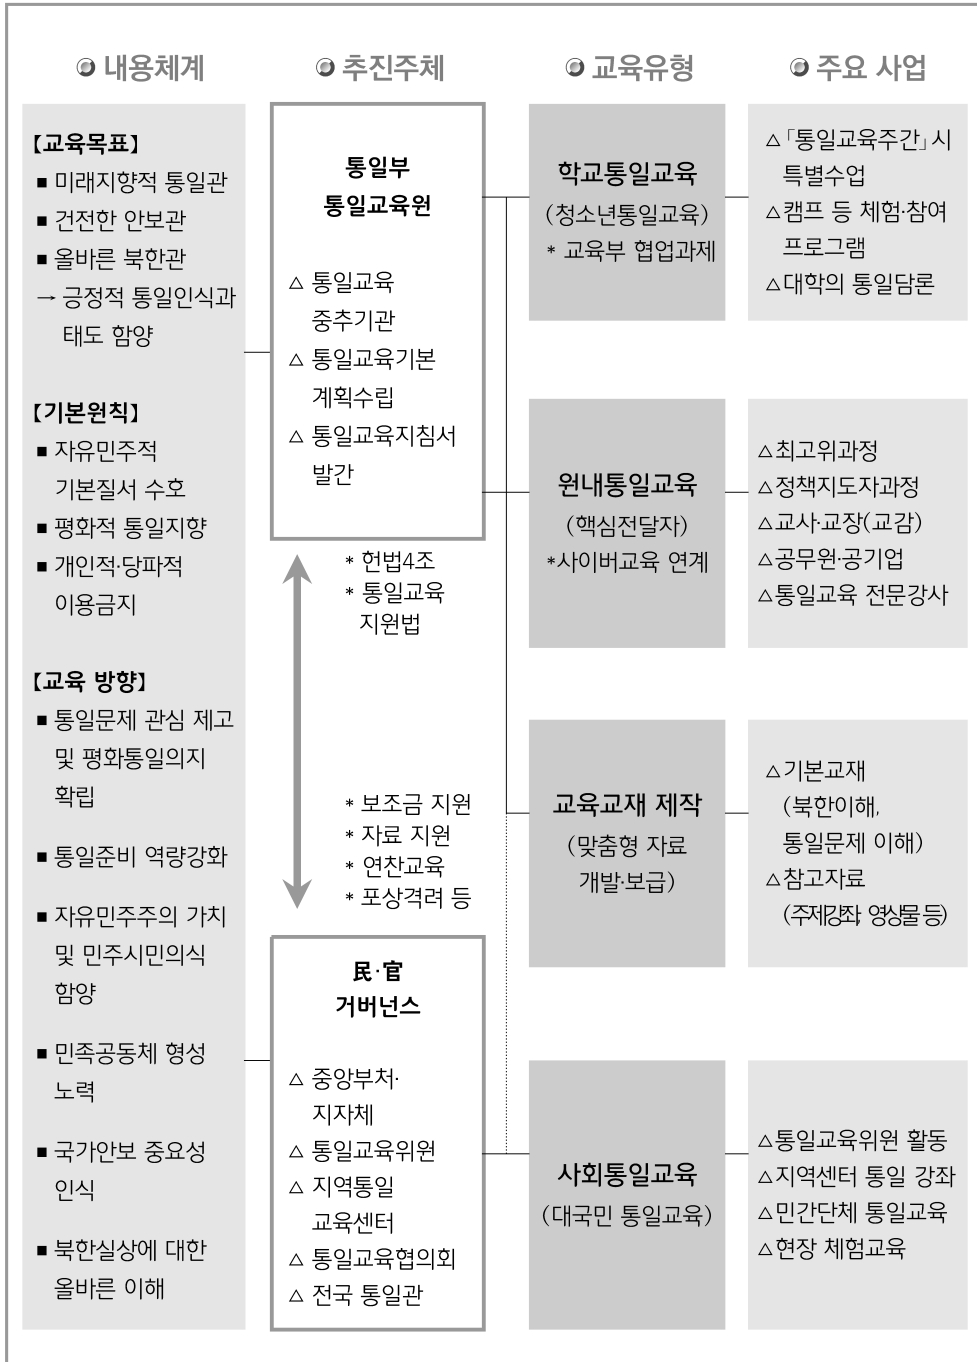 내용체계
추진주체
교육유형
주요 사업
【교육목표】
■ 미래지향적 통일관
■ 건전한 안보관
■ 올바른 북한관
→ 긍정적 통일인식과
태도 함양
【기본원칙】
■ 자유민주적
기본질서 수호
■ 평화적 통일지향
■ 개인적·당파적
이용금지
【교육 방향】
■ 통일문제 관심 제고
및 평화통일의지
확립
■ 통일준비 역량강화
■ 자유민주주의 가치
및 민주시민의식
함양
■ 민족공동체 형성
노력
■ 국가안보 중요성
인식
■ 북한실상에 대한
올바른 이해
통일부
통일교육원
△ 통일교육
중추기관
△ 통일교육기본
계획수립
△ 통일교육지침서
발간
* 헌법4조
* 통일교육
지원법
* 보조금 지원
* 자료 지원
* 연찬교육
* 포상격려 등
民·官
거버넌스
△ 중앙부처·
지자체
△ 통일교육위원
△ 지역통일
교육센터
△ 통일교육협의회
△ 전국 통일관
학교통일교육
(청소년통일교육)
* 교육부 협업과제
원내통일교육
(핵심전달자)
*사이버교육 연계
교육교재 제작
(맞춤형 자료
개발·보급)
사회통일교육
(대국민 통일교육)
△「통일교육주간」시
특별수업
△캠프 등 체험·참여
프로그램
△대학의 통일담론
△최고위과정
△정책지도자과정
△교사·교장(교감)
△공무원·공기업
△통일교육 전문강사
△기본교재
(북한이해,
통일문제 이해)
△참고자료
(주제강좌, 영상물 등)
△통일교육위원 활동
△지역센터 통일 강좌
△민간단체 통일교육
△현장 체험교육